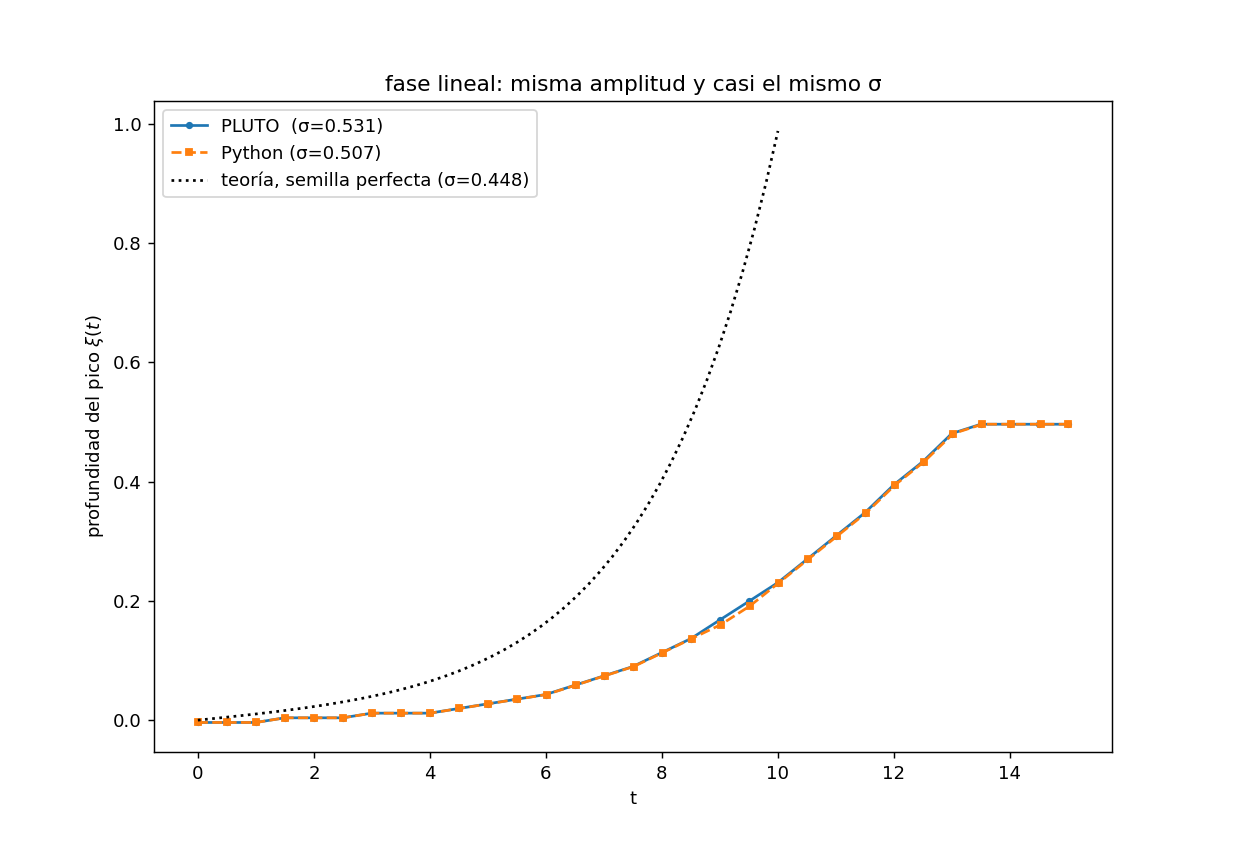 fase lineal: misma amplitud y casi el mismo σ
PLUTO  (σ=0.531)
Python (σ=0.507)
teoría, semilla perfecta (σ=0.448)
profundidad del pico ξ(t)
1.0
0.8
0.6
0.4
0.2
0.0
0 2 4 6 8 10 12 14
t